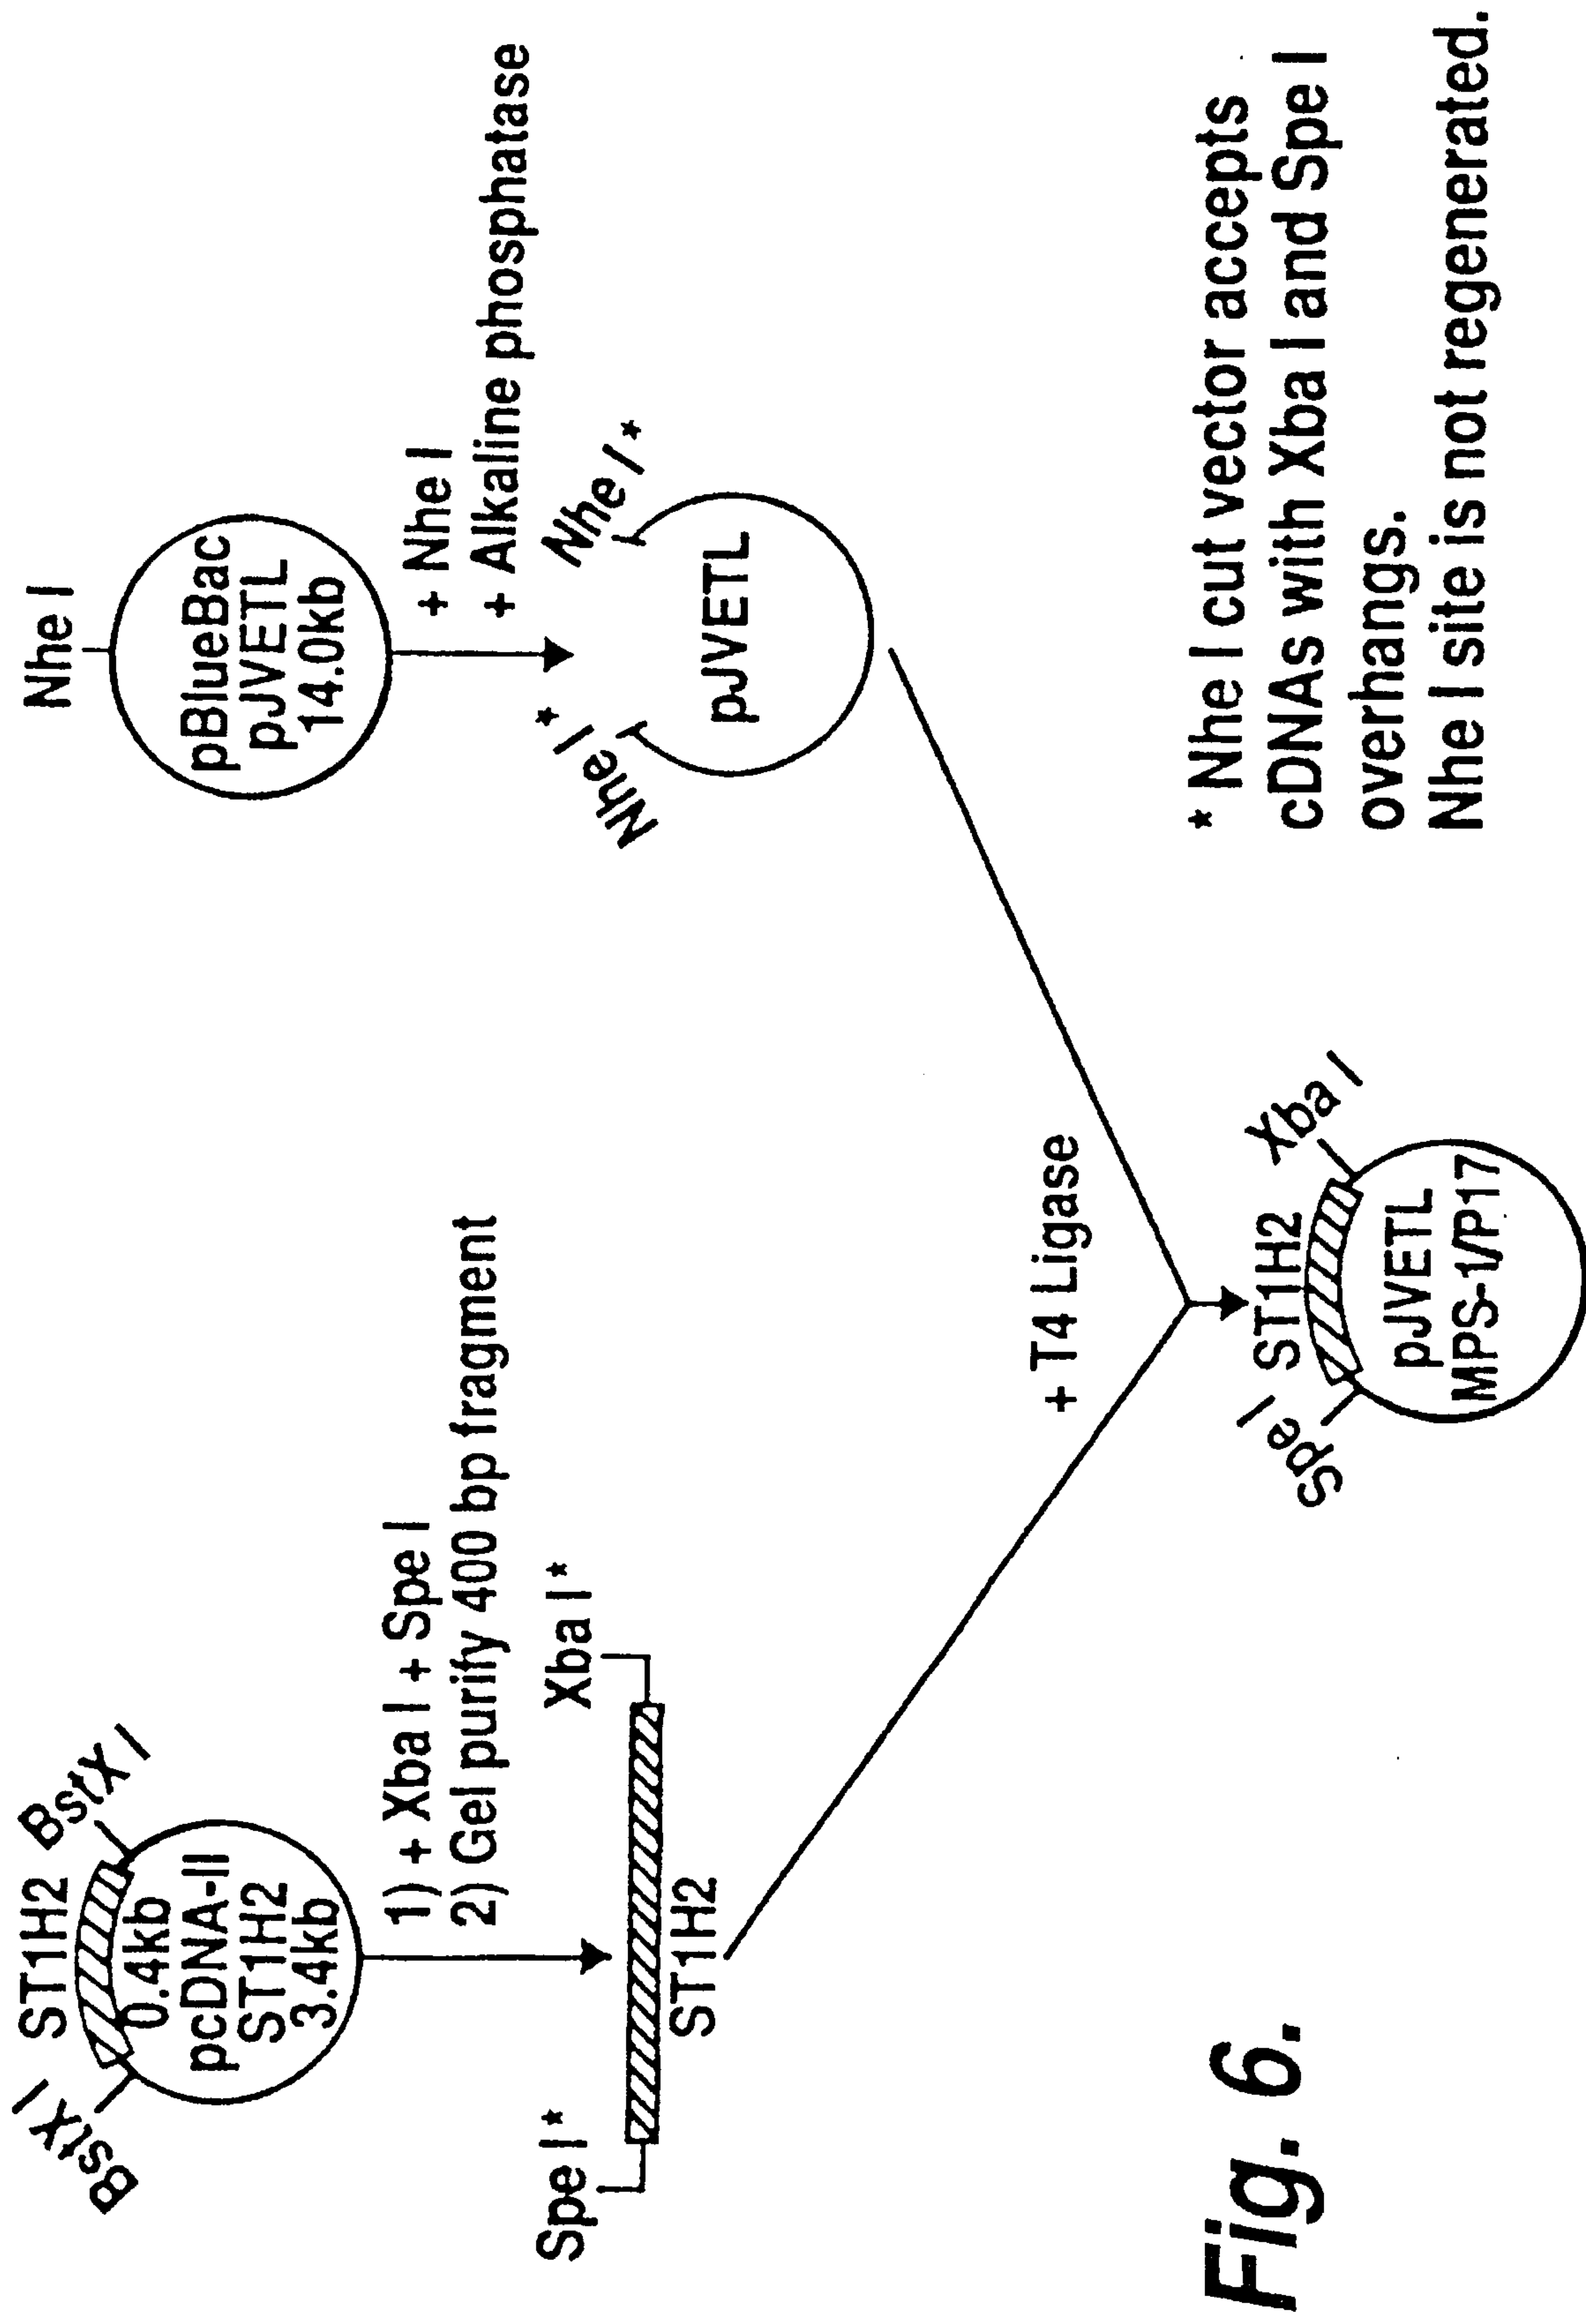 BstX I
ST1H2
BstX I
0.4kb
pcDNA-II
ST1H2
3.4kb
1) + Xba I + Spe I
2) Gel purify 400 bp fragment
Spe I*
Xba I*
ST1H2
Nhe I
pBlueBac
pJVETL
14.0kb
+ Nhe I
+ Alkaline phosphatase
Nhe I*
Nhe I*
pJVETL
+ T4 Ligase
Spe I
ST1H2
Xba I
pJVETL
MPS-1/P17
* Nhe I cut vector accepts
cDNAs with Xba I and Spe I
overhangs.
Nhe I site is not regenerated.
Fig. 6.